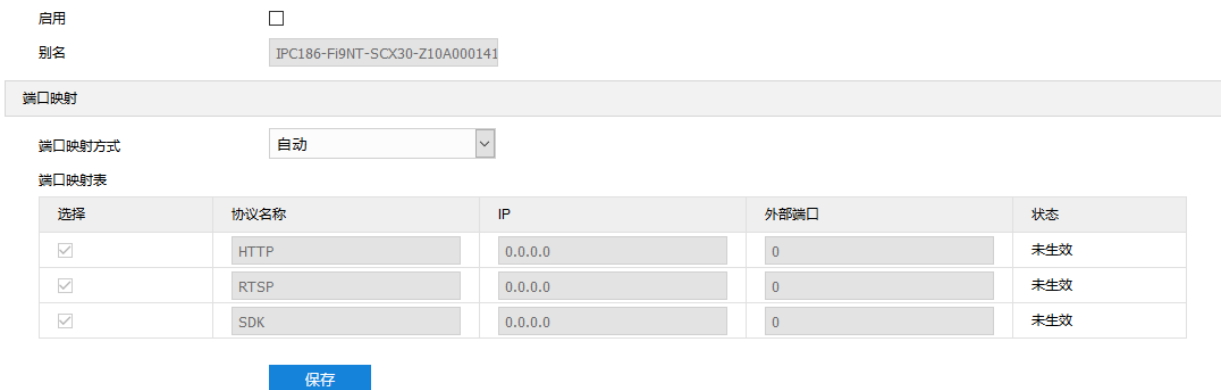 启用
别名 IPC186-Fi9NT-SCX30-Z10A000141
端口映射
端口映射方式 自动
端口映射表
选择 协议名称 IP 外部端口 状态
HTTP 0.0.0.0 0 未生效
RTSP 0.0.0.0 0 未生效
SDK 0.0.0.0 0 未生效
保存